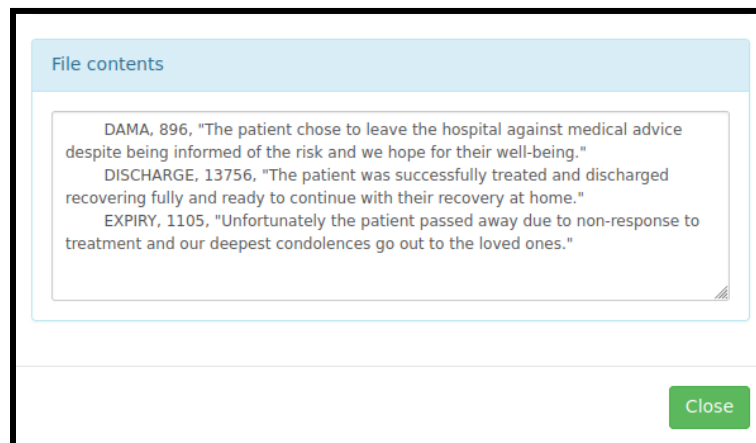 File contents
DAMA, 896, "The patient chose to leave the hospital against medical advice
despite being informed of the risk and we hope for their well-being."
DISCHARGE, 13756, "The patient was successfully treated and discharged
recovering fully and ready to continue with their recovery at home."
EXPIRY, 1105, "Unfortunately the patient passed away due to non-response to
treatment and our deepest condolences go out to the loved ones."
Close